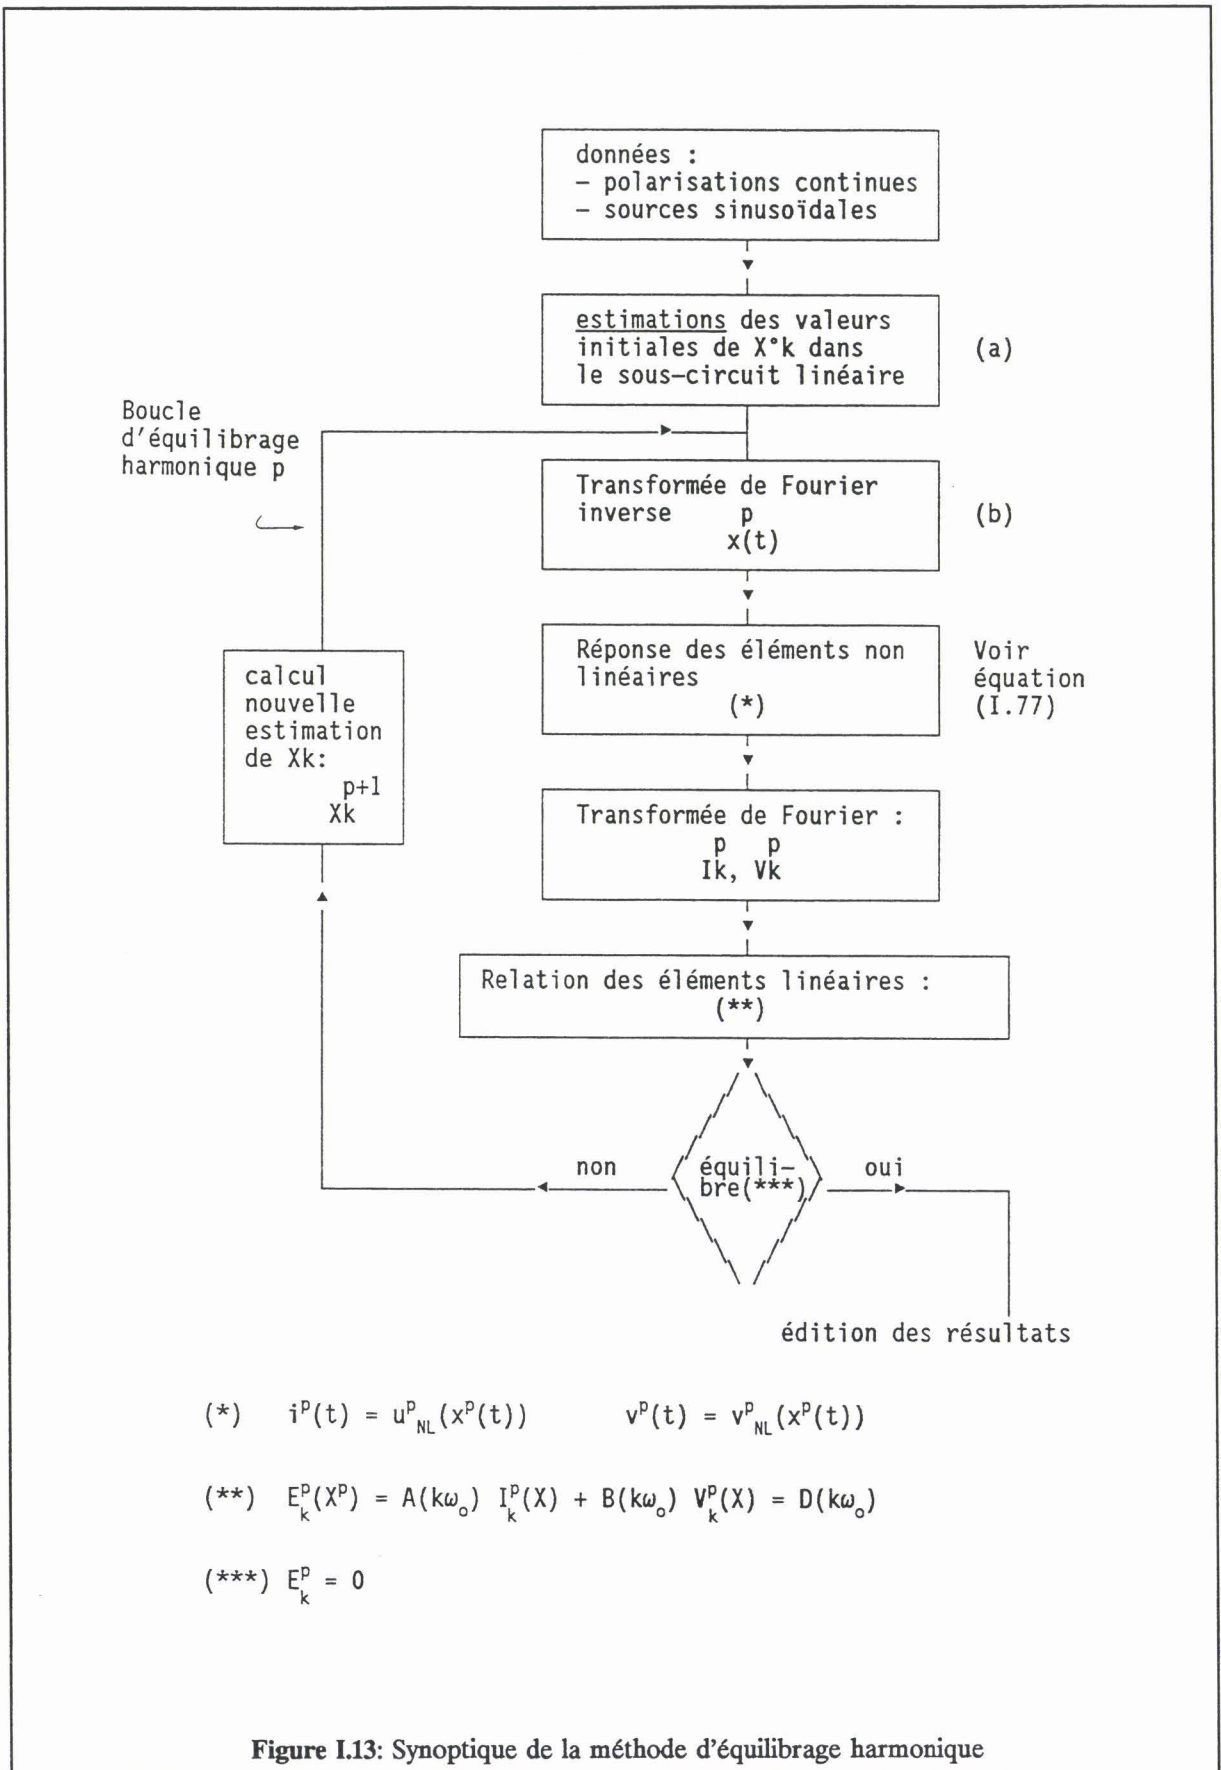 données :
– polarisations continues
– sources sinusoïdales
estimations des valeurs
initiales de X°k dans
le sous-circuit linéaire
(a)
Boucle
d'équilibrage
harmonique p
Transformée de Fourier
inverse p
x(t)
(b)
Réponse des éléments non
linéaires
(*)
Voir
équation
(I.77)
calcul
nouvelle
estimation
de Xk:
p+1
Xk
Transformée de Fourier :
p p
Ik, Vk
Relation des éléments linéaires :
(**)
non
équili-
bre(***)
oui
édition des résultats
(*) i^p(t) = u^p_NL(x^p(t)) v^p(t) = v^p_NL(x^p(t))
(**) E^p_k(X^p) = A(kω_o) I^p_k(X) + B(kω_o) V^p_k(X) = D(kω_o)
(***) E^p_k = 0
Figure I.13: Synoptique de la méthode d'équilibrage harmonique